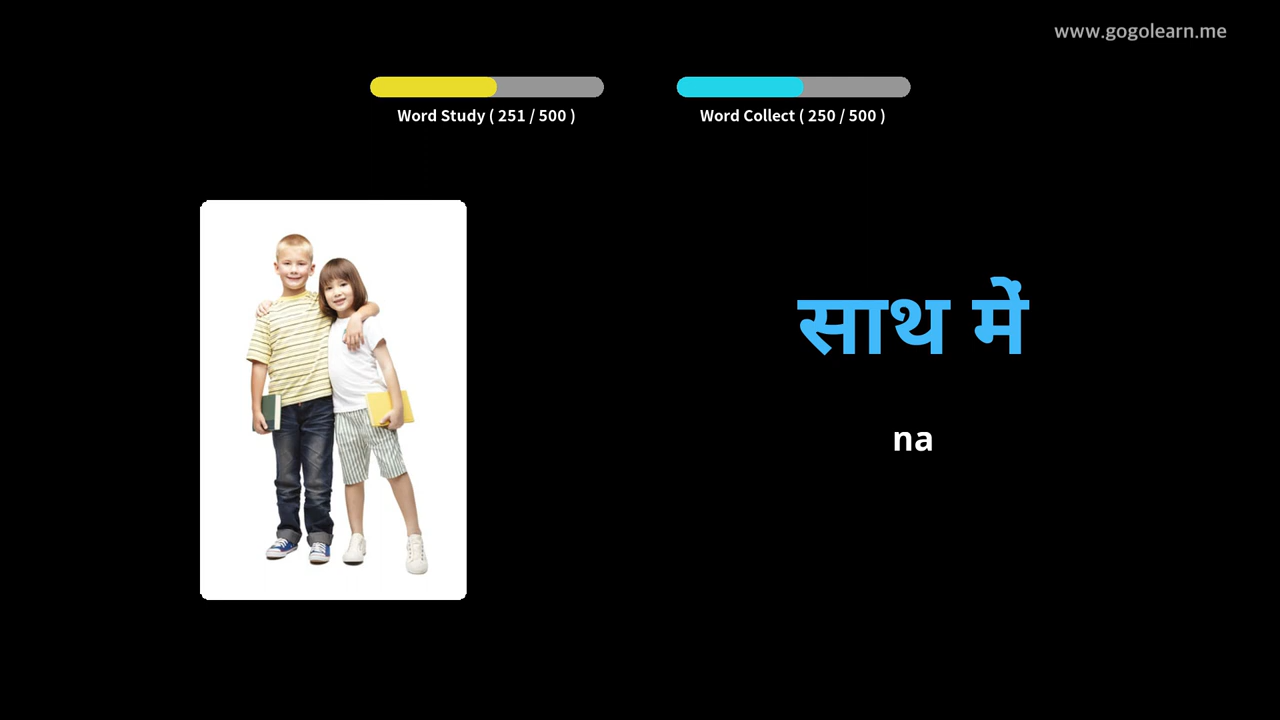 www.gogolearn.me
Word Study ( 251 / 500 )
Word Collect ( 250 / 500 )
साथ में
na